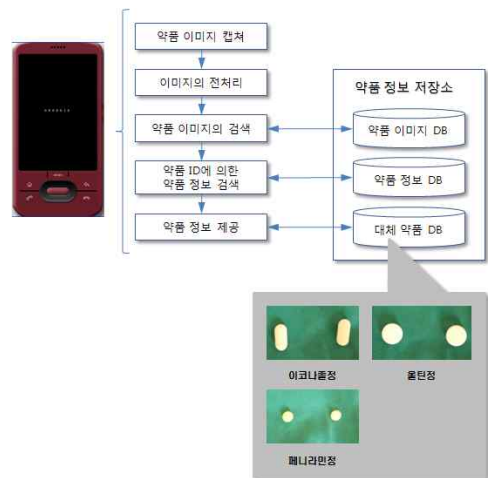 약품 이미지 캡쳐
이미지의 전처리
약품 이미지의 검색
약품 ID에 의한
약품 정보 검색
약품 정보 제공
약품 정보 저장소
약품 이미지 DB
약품 정보 DB
대체 약품 DB
이코나졸정
울틴정
페니라민정